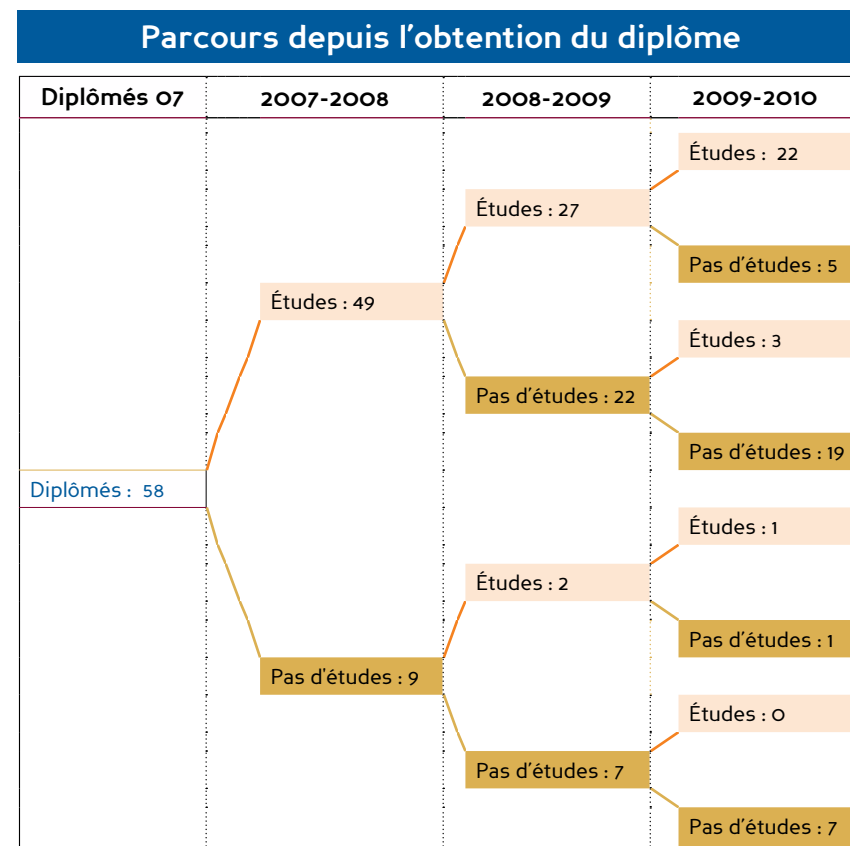 Parcours depuis l'obtention du diplôme
Diplômés 07 2007-2008 2008-2009 2009-2010
Études : 22
Études : 27
Pas d'études : 5
Études : 49
Études : 3
Pas d'études : 22
Pas d'études : 19
Diplômés : 58
Études : 1
Études : 2
Pas d'études : 1
Pas d'études : 9
Études : 0
Pas d'études : 7
Pas d'études : 7